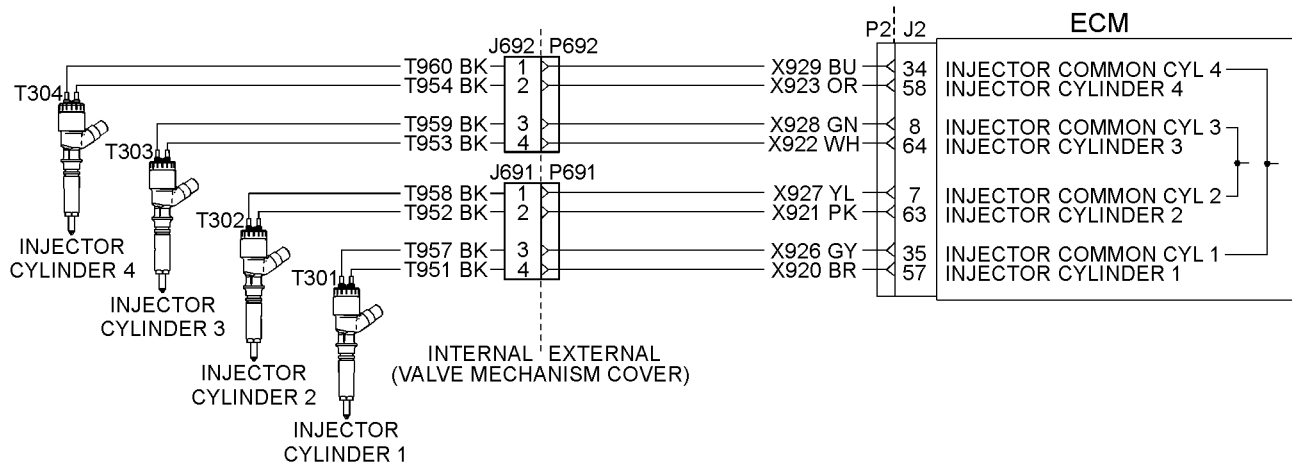 P2 J2
ECM
J692 P692
T960 BK 1 X929 BU 34 INJECTOR COMMON CYL 4
T954 BK 2 X923 OR 58 INJECTOR CYLINDER 4
T304
T959 BK 3 X928 GN 8 INJECTOR COMMON CYL 3
T953 BK 4 X922 WH 64 INJECTOR CYLINDER 3
T303
J691 P691
T958 BK 1 X927 YL 7 INJECTOR COMMON CYL 2
T952 BK 2 X921 PK 63 INJECTOR CYLINDER 2
T302
T957 BK 3 X926 GY 35 INJECTOR COMMON CYL 1
T951 BK 4 X920 BR 57 INJECTOR CYLINDER 1
T301
INJECTOR
CYLINDER 4
INJECTOR
CYLINDER 3
INJECTOR
CYLINDER 2
INJECTOR
CYLINDER 1
INTERNAL EXTERNAL
(VALVE MECHANISM COVER)